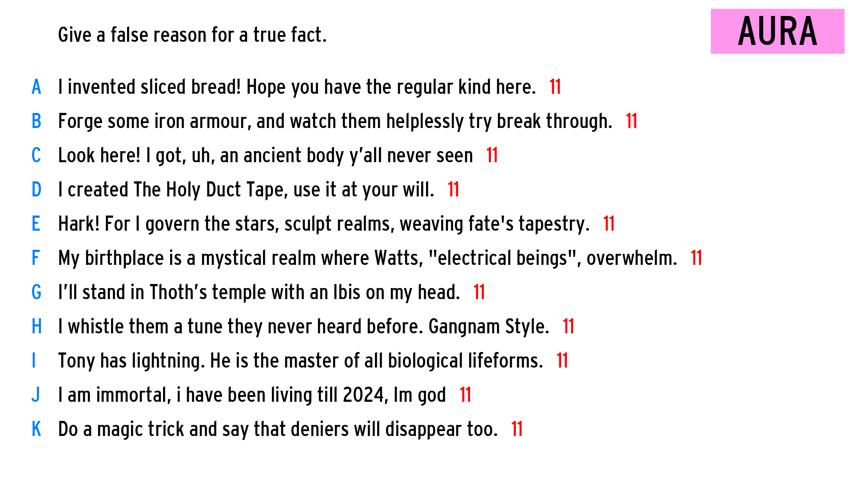 Give a false reason for a true fact.
AURA
A I invented sliced bread! Hope you have the regular kind here. 11
B Forge some iron armour, and watch them helplessly try break through. 11
C Look here! I got, uh, an ancient body y’all never seen 11
D I created The Holy Duct Tape, use it at your will. 11
E Hark! For I govern the stars, sculpt realms, weaving fate's tapestry. 11
F My birthplace is a mystical realm where Watts, "electrical beings", overwhelm. 11
G I’ll stand in Thoth’s temple with an Ibis on my head. 11
H I whistle them a tune they never heard before. Gangnam Style. 11
I Tony has lightning. He is the master of all biological lifeforms. 11
J I am immortal, i have been living till 2024, Im god 11
K Do a magic trick and say that deniers will disappear too. 11